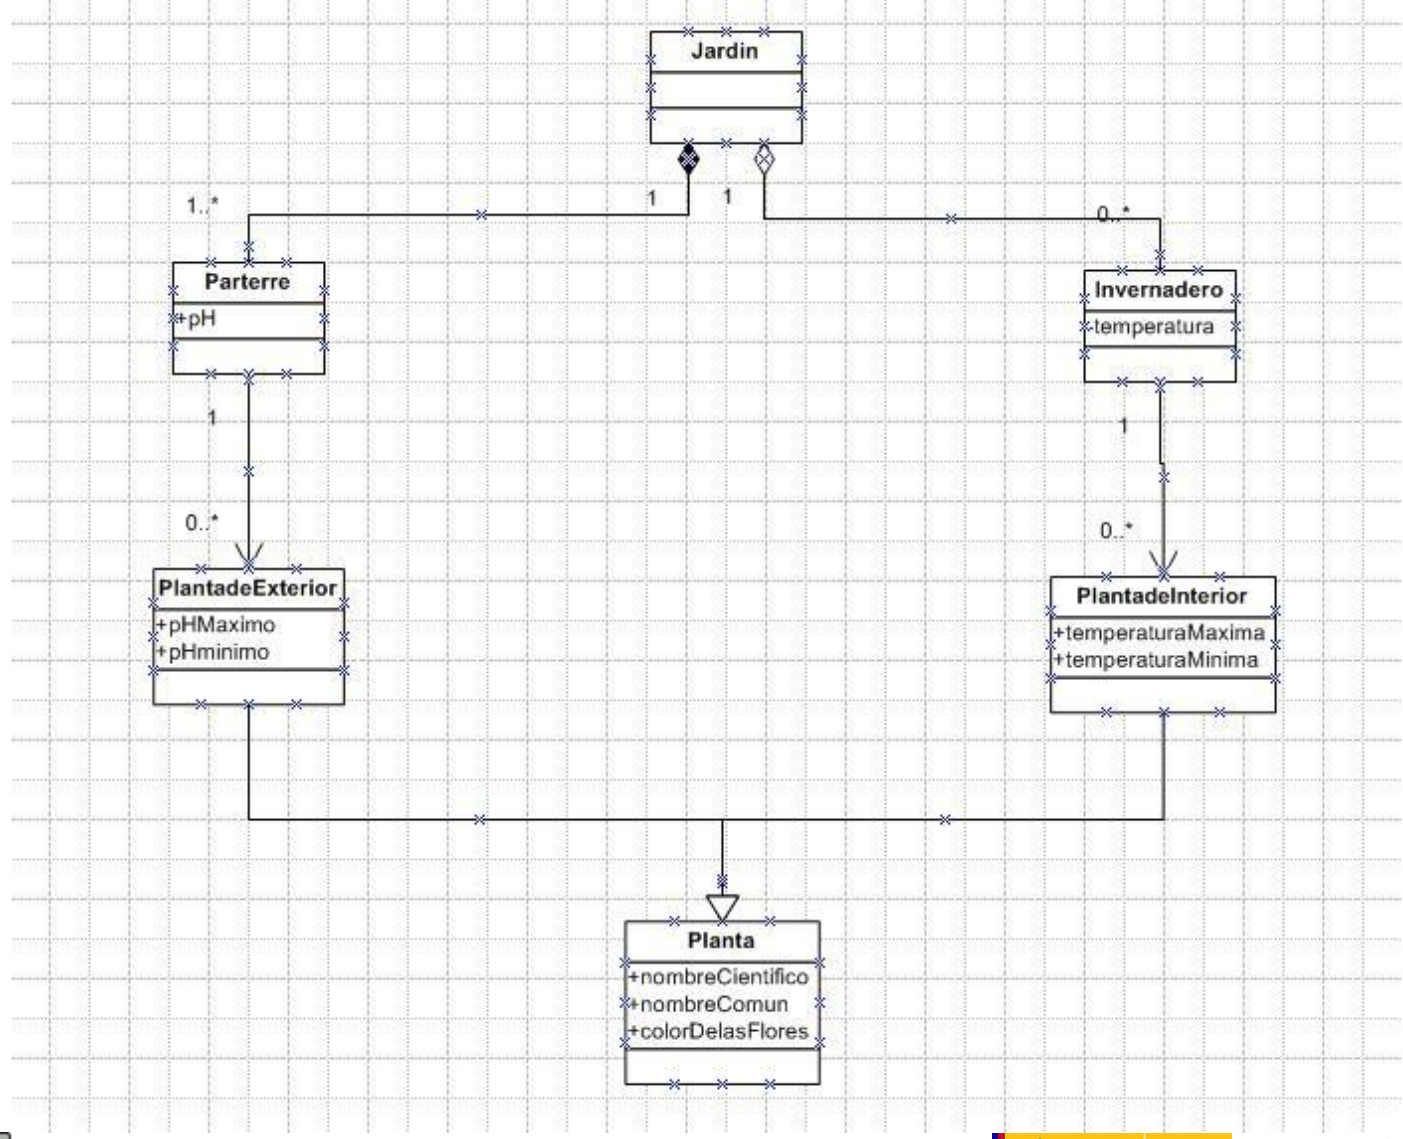 Jardin
1
1
1..*
0..*
Parterre
+pH
Invernadero
-temperatura
1
1
0..*
0..*
PlantadeExterior
+pHMaximo
+pHminimo
PlantadeInterior
+temperaturaMaxima
+temperaturaMinima
Planta
+nombreCientifico
+nombreComun
+colorDelasFlores